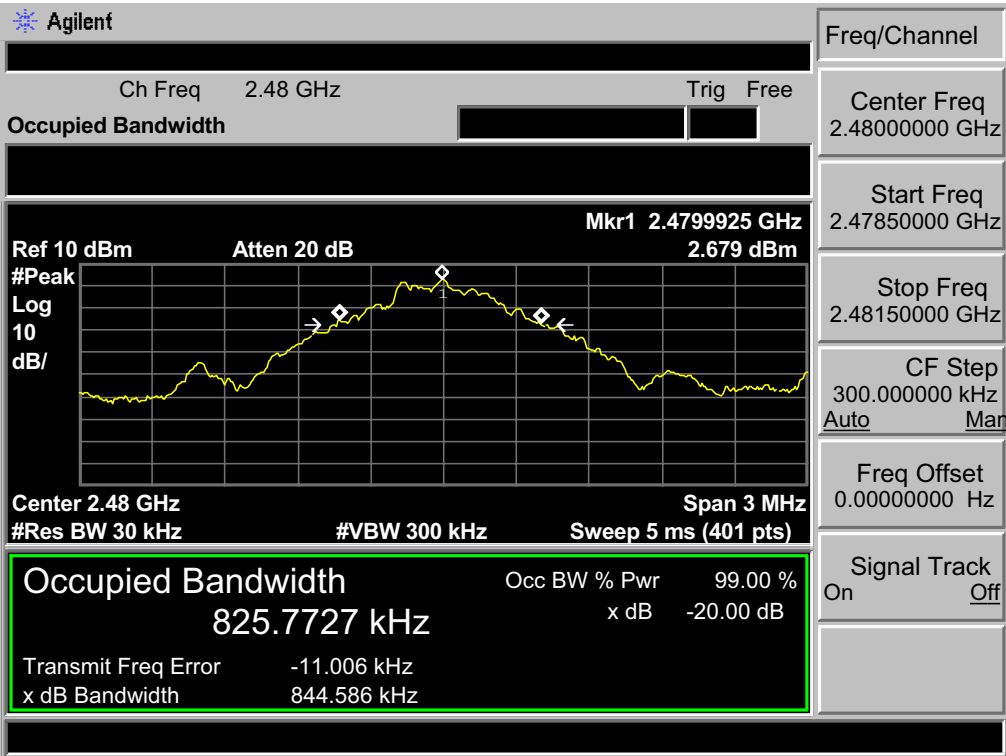 Agilent
Freq/Channel
Ch Freq 2.48 GHz Trig Free
Occupied Bandwidth
Center Freq
2.48000000 GHz
Start Freq
2.47850000 GHz
Stop Freq
2.48150000 GHz
CF Step
300.000000 kHz
Auto Man
Freq Offset
0.00000000 Hz
Signal Track
On Off
Mkr1 2.4799925 GHz
Ref 10 dBm Atten 20 dB 2.679 dBm
#Peak
Log
10
dB/
1
Center 2.48 GHz Span 3 MHz
#Res BW 30 kHz #VBW 300 kHz Sweep 5 ms (401 pts)
Occupied Bandwidth Occ BW % Pwr 99.00 %
825.7727 kHz x dB -20.00 dB
Transmit Freq Error -11.006 kHz
x dB Bandwidth 844.586 kHz